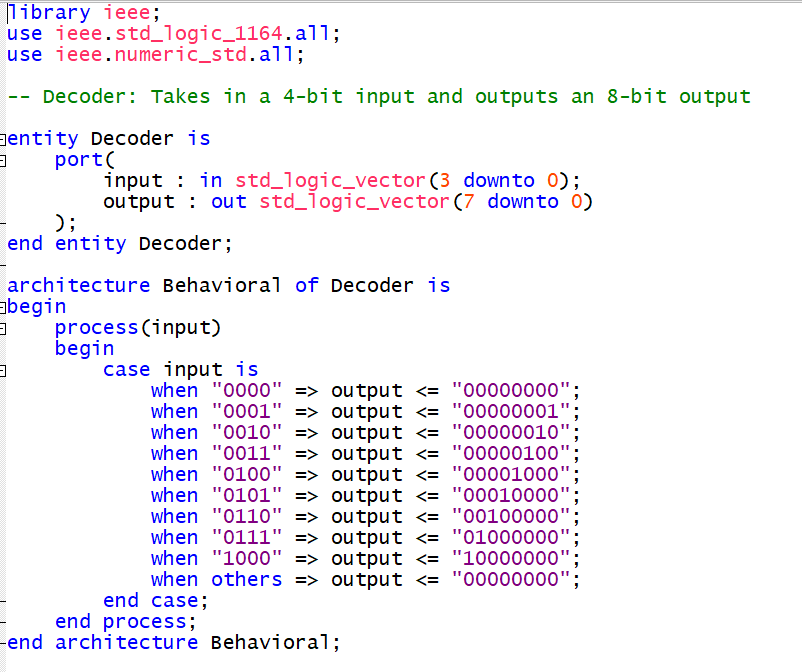 library ieee;
use ieee.std_logic_1164.all;
use ieee.numeric_std.all;

-- Decoder: Takes in a 4-bit input and outputs an 8-bit output

entity Decoder is
    port(
        input : in std_logic_vector(3 downto 0);
        output : out std_logic_vector(7 downto 0)
    );
end entity Decoder;

architecture Behavioral of Decoder is
begin
    process(input)
    begin
        case input is
            when "0000" => output <= "00000000";
            when "0001" => output <= "00000001";
            when "0010" => output <= "00000010";
            when "0011" => output <= "00000100";
            when "0100" => output <= "00001000";
            when "0101" => output <= "00010000";
            when "0110" => output <= "00100000";
            when "0111" => output <= "01000000";
            when "1000" => output <= "10000000";
            when others => output <= "00000000";
        end case;
    end process;
end architecture Behavioral;